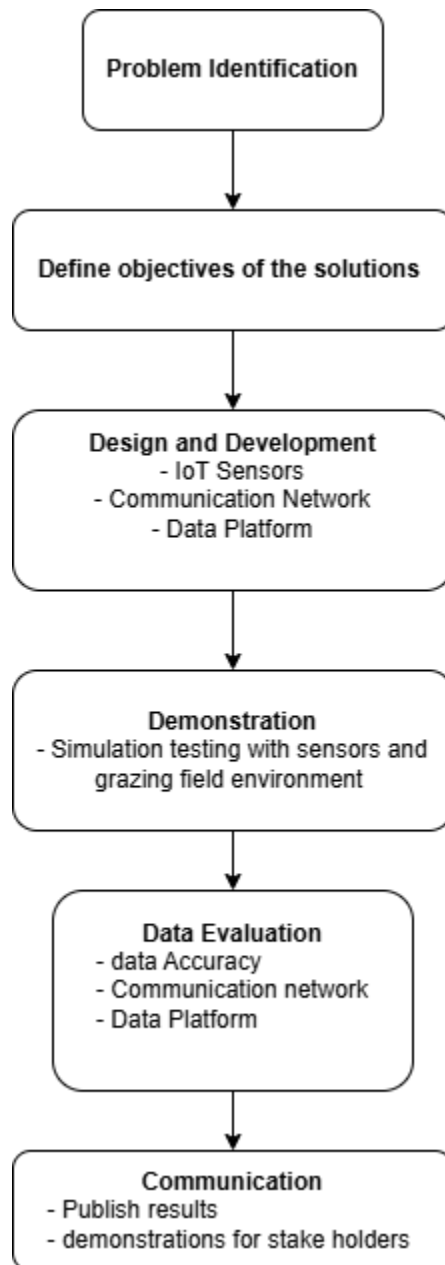 Problem Identification
Define objectives of the solutions
Design and Development
- IoT Sensors
- Communication Network
- Data Platform
Demonstration
- Simulation testing with sensors and
grazing field environment
Data Evaluation
- data Accuracy
- Communication network
- Data Platform
Communication
- Publish results
- demonstrations for stake holders